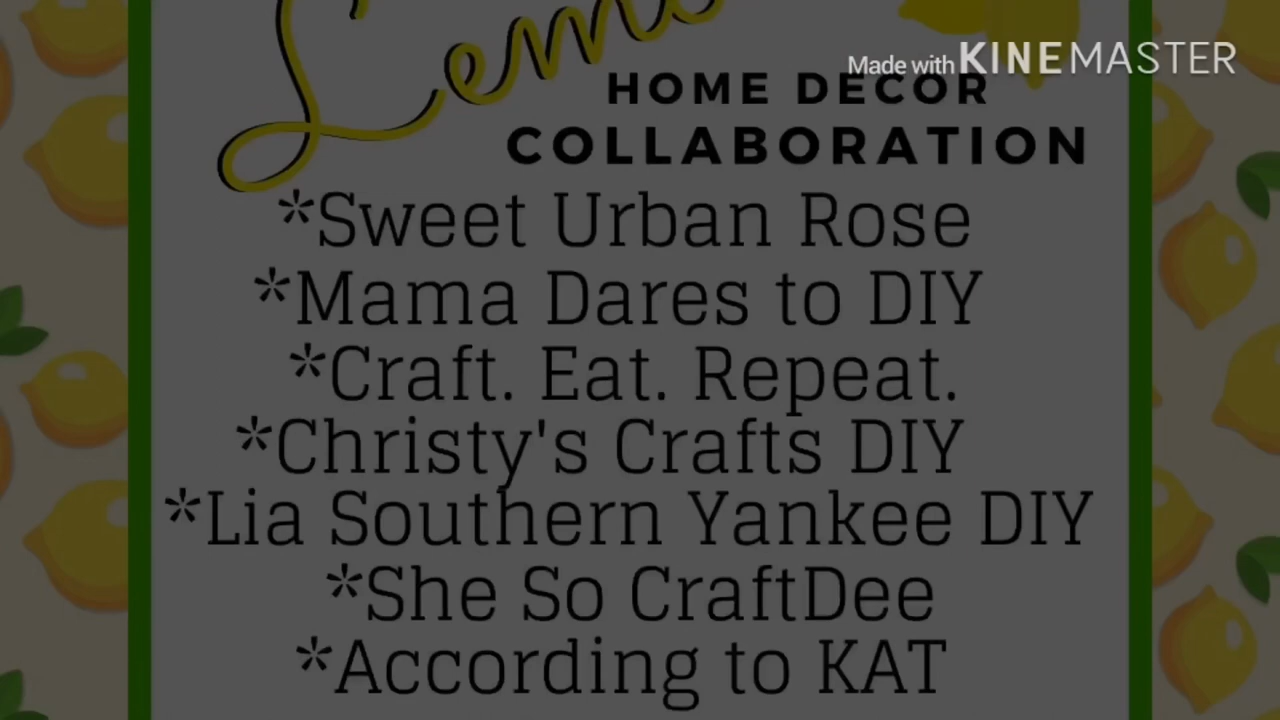 Made with KINEMASTER
HOME DECOR
COLLABORATION
*Sweet Urban Rose
*Mama Dares to DIY
*Craft. Eat. Repeat.
*Christy's Crafts DIY
*Lia Southern Yankee DIY
*She So CraftDee
*According to KAT